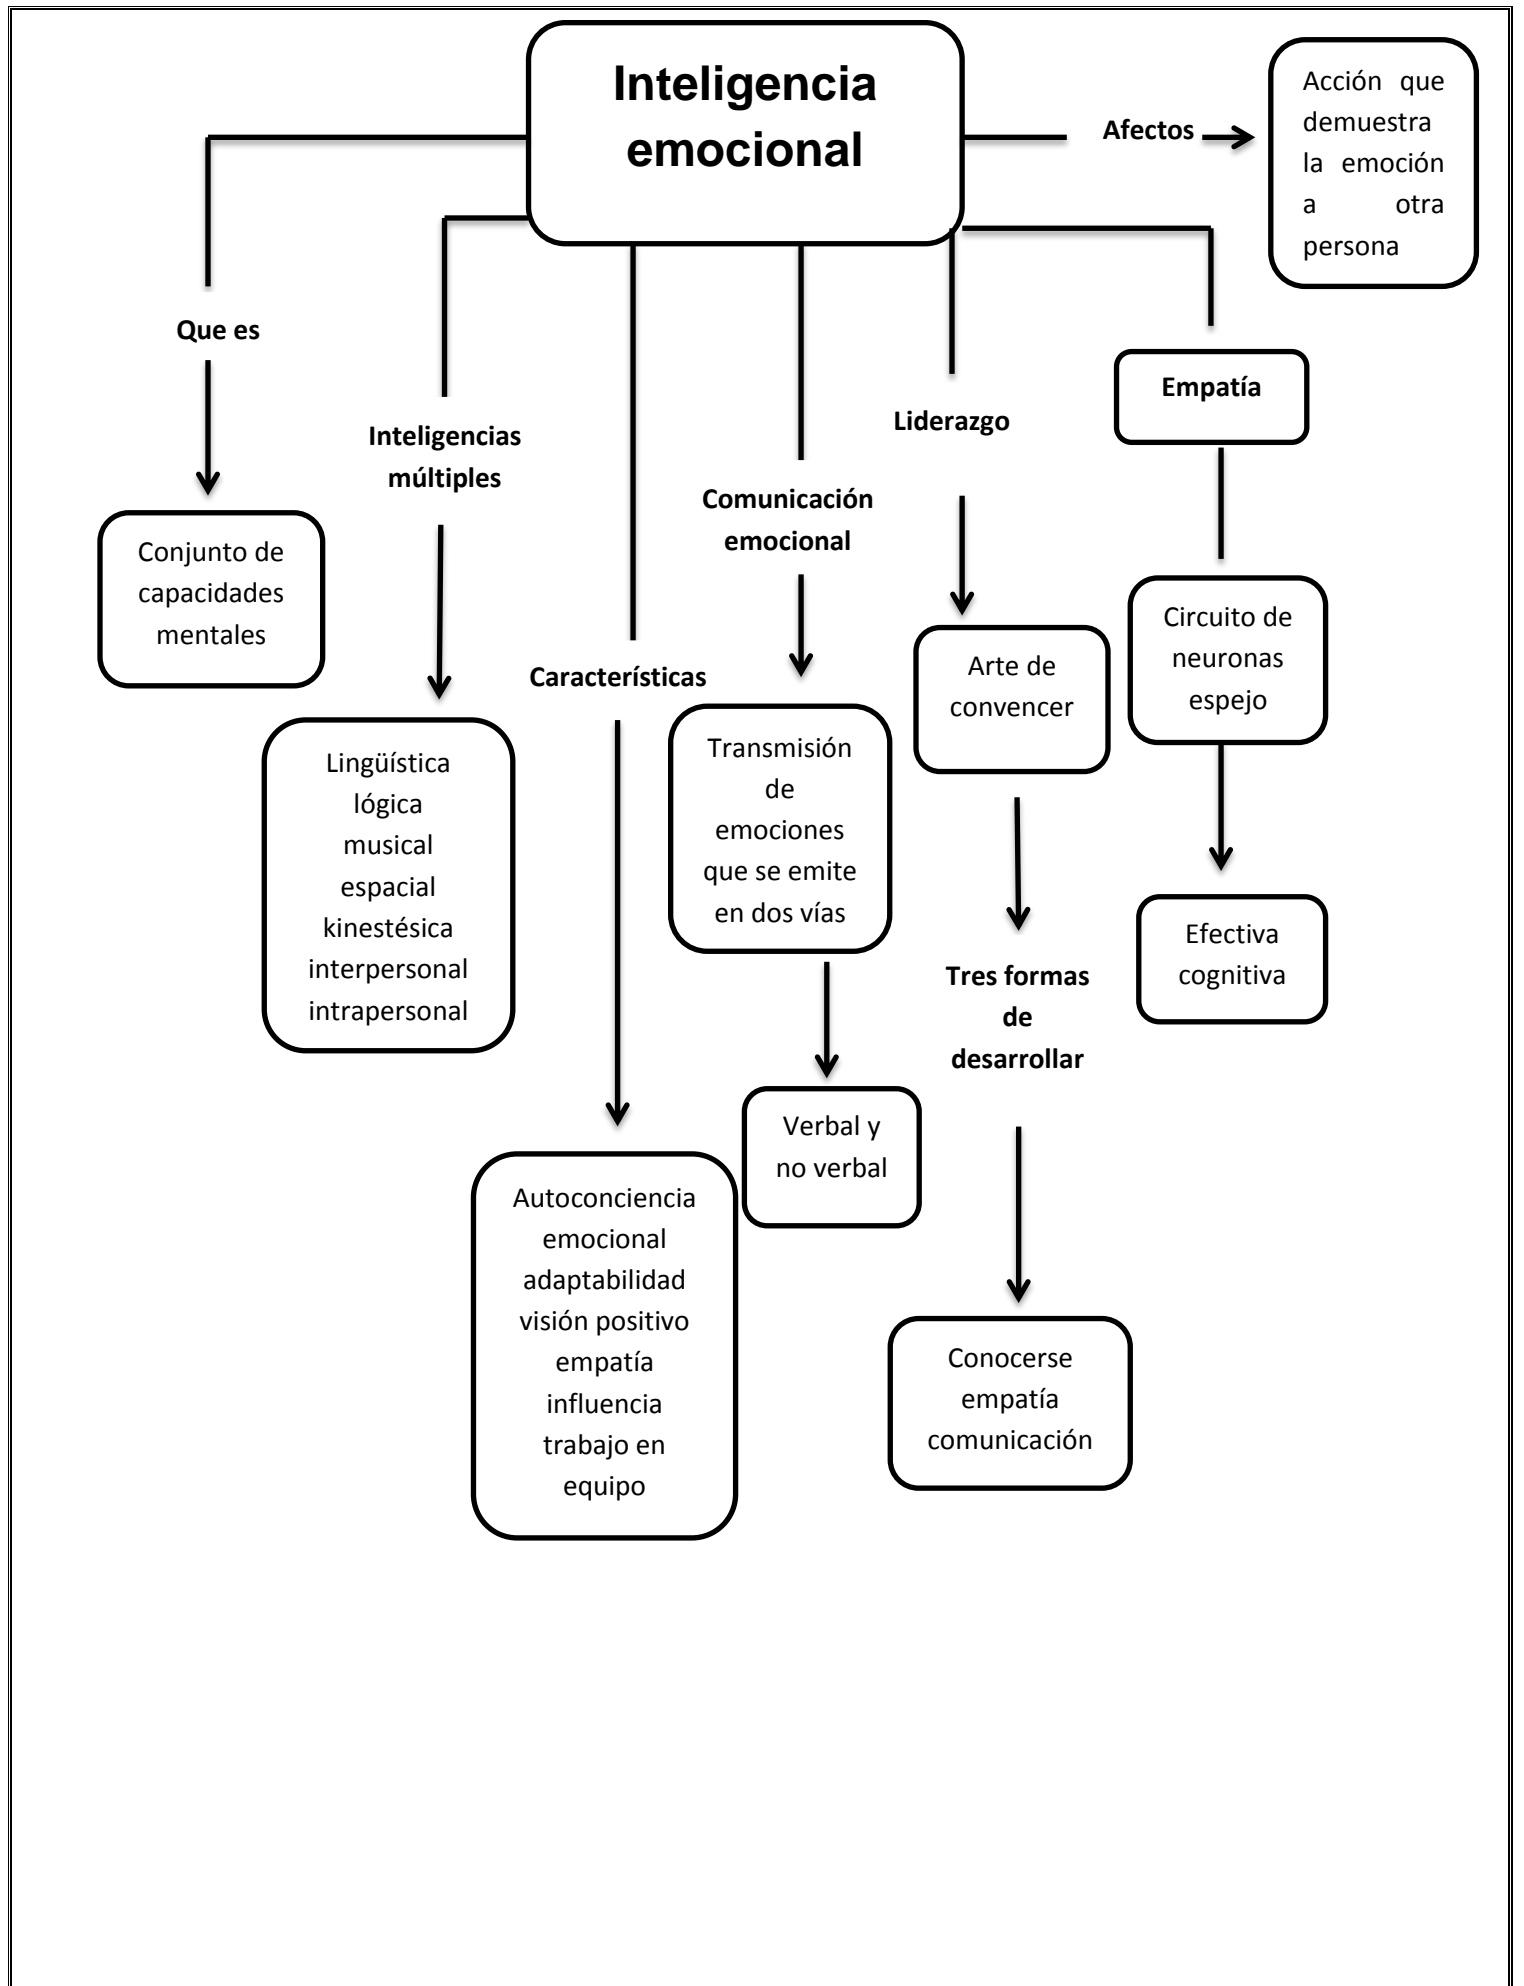 Inteligencia
emocional
Afectos
Acción que
demuestra
la emoción
a otra
persona
Que es
Conjunto de
capacidades
mentales
Inteligencias
múltiples
Lingüística
lógica
musical
espacial
kinestésica
interpersonal
intrapersonal
Características
Autoconciencia
emocional
adaptabilidad
visión positivo
empatía
influencia
trabajo en
equipo
Comunicación
emocional
Transmisión
de
emociones
que se emite
en dos vías
Verbal y
no verbal
Liderazgo
Arte de
convencer
Tres formas
de
desarrollar
Conocerse
empatía
comunicación
Empatía
Circuito de
neuronas
espejo
Efectiva
cognitiva